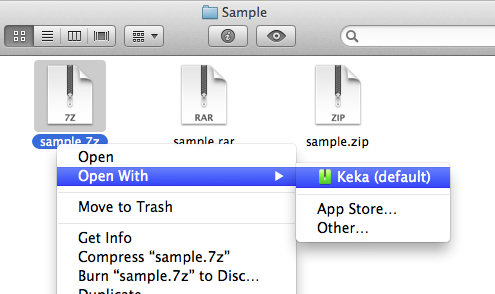 Sample
7Z
RAR
ZIP
sample.7z
sample.rar
sample.zip
Open
Open With
Move to Trash
Get Info
Compress “sample.7z”
Burn “sample.7z” to Disc…
Duplicate
Keka (default)
App Store…
Other…